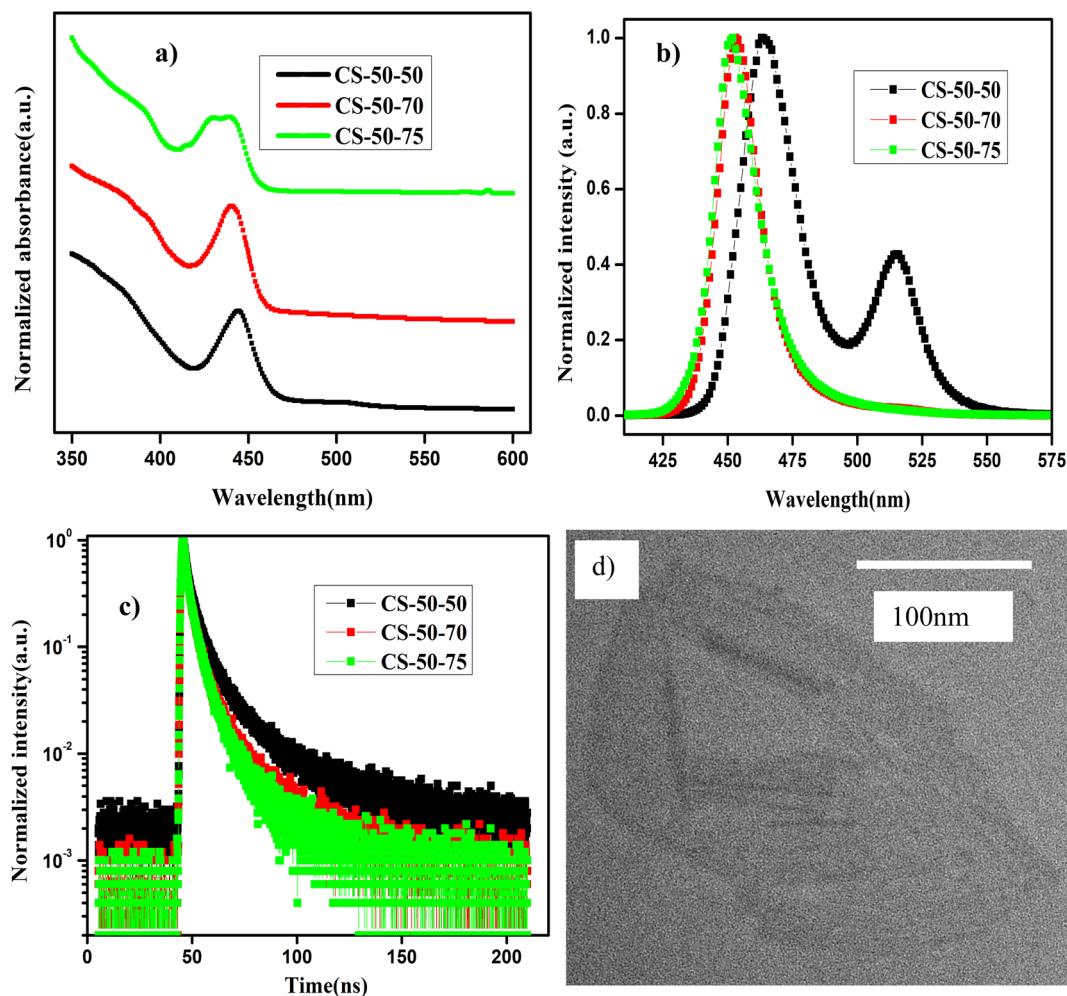 a)
CS-50-50
CS-50-70
CS-50-75
Normalized absorbance(a.u.)
350 400 450 500 550 600
Wavelength(nm)
b)
CS-50-50
CS-50-70
CS-50-75
Normalized intensity (a.u.)
1.0
0.8
0.6
0.4
0.2
0.0
425 450 475 500 525 550 575
Wavelength(nm)
c)
CS-50-50
CS-50-70
CS-50-75
Normalized intensity(a.u.)
10^0
10^-1
10^-2
10^-3
0 50 100 150 200
Time(ns)
d)
100nm